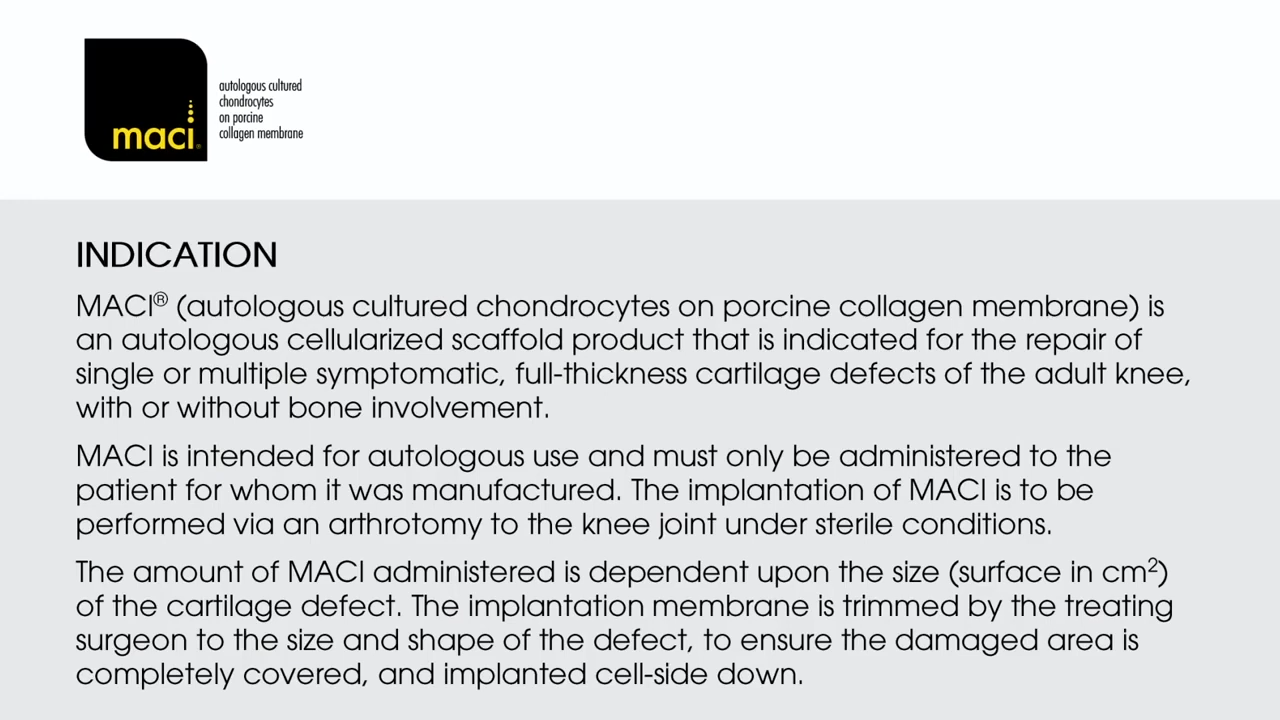 maci®
autologous cultured
chondrocytes
on porcine
collagen membrane
INDICATION
MACI® (autologous cultured chondrocytes on porcine collagen membrane) is
an autologous cellularized scaffold product that is indicated for the repair of
single or multiple symptomatic, full-thickness cartilage defects of the adult knee,
with or without bone involvement.
MACI is intended for autologous use and must only be administered to the
patient for whom it was manufactured. The implantation of MACI is to be
performed via an arthrotomy to the knee joint under sterile conditions.
The amount of MACI administered is dependent upon the size (surface in cm²)
of the cartilage defect. The implantation membrane is trimmed by the treating
surgeon to the size and shape of the defect, to ensure the damaged area is
completely covered, and implanted cell-side down.